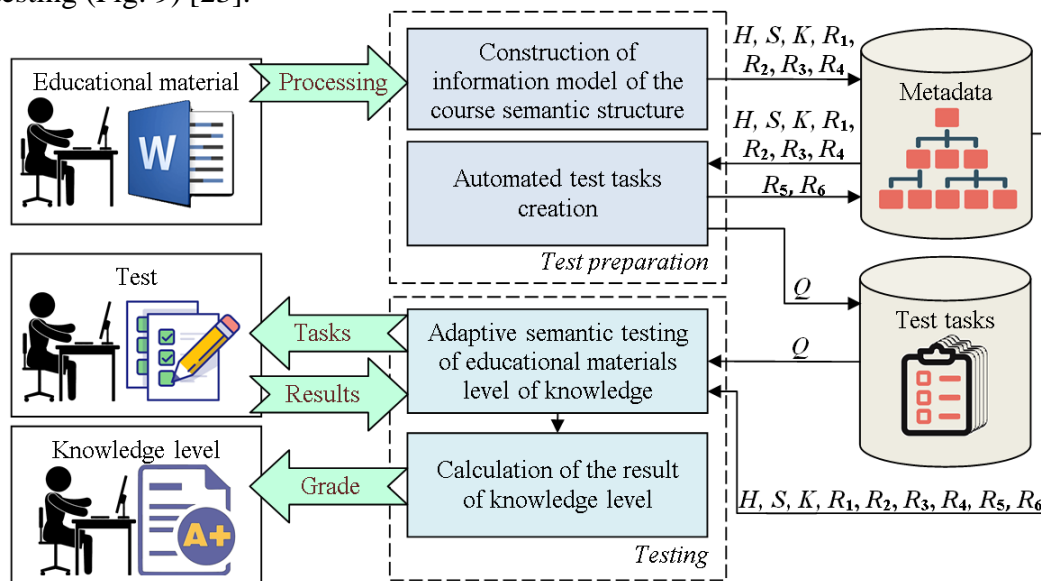 esting (Fig. 9) [23].
Educational material
W
Processing
Construction of
information model of the
course semantic structure
H, S, K, R1,
R2, R3, R4
Metadata
Automated test tasks
creation
H, S, K, R1,
R2, R3, R4
R5, R6
Test preparation
Q
Test
Tasks
Results
Adaptive semantic testing
of educational materials
level of knowledge
Q
Test tasks
Knowledge level
A+
Grade
Calculation of the result
of knowledge level
H, S, K, R1, R2, R3, R4, R5, R6
Testing